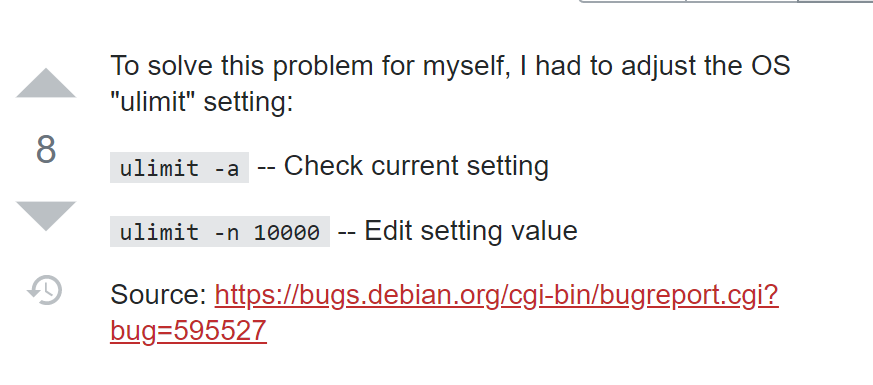 To solve this problem for myself, I had to adjust the OS
"ulimit" setting:
8
ulimit -a -- Check current setting
ulimit -n 10000 -- Edit setting value
Source: https://bugs.debian.org/cgi-bin/bugreport.cgi?
bug=595527